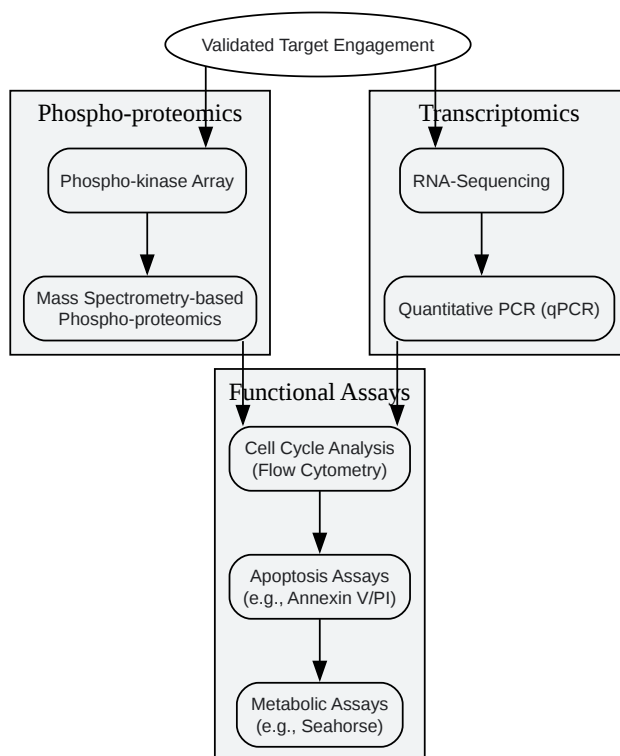 Validated Target Engagement
Phospho-proteomics
Phospho-kinase Array
Mass Spectrometry-based
Phospho-proteomics
Transcriptomics
RNA-Sequencing
Quantitative PCR (qPCR)
Functional Assays
Cell Cycle Analysis
(Flow Cytometry)
Apoptosis Assays
(e.g., Annexin V/PI)
Metabolic Assays
(e.g., Seahorse)